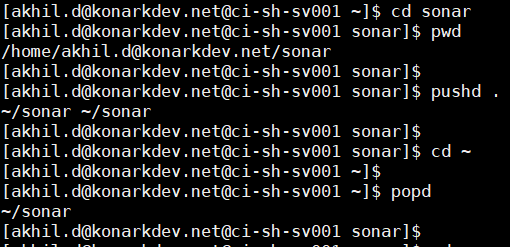 [akhil.d@konarkdev.net@ci-sh-sv001 ~]$ cd sonar
[akhil.d@konarkdev.net@ci-sh-sv001 sonar]$ pwd
/home/akhil.d@konarkdev.net/sonar
[akhil.d@konarkdev.net@ci-sh-sv001 sonar]$
[akhil.d@konarkdev.net@ci-sh-sv001 sonar]$ pushd .
~/sonar ~/sonar
[akhil.d@konarkdev.net@ci-sh-sv001 sonar]$
[akhil.d@konarkdev.net@ci-sh-sv001 sonar]$ cd ~
[akhil.d@konarkdev.net@ci-sh-sv001 ~]$
[akhil.d@konarkdev.net@ci-sh-sv001 ~]$ popd
~/sonar
[akhil.d@konarkdev.net@ci-sh-sv001 sonar]$